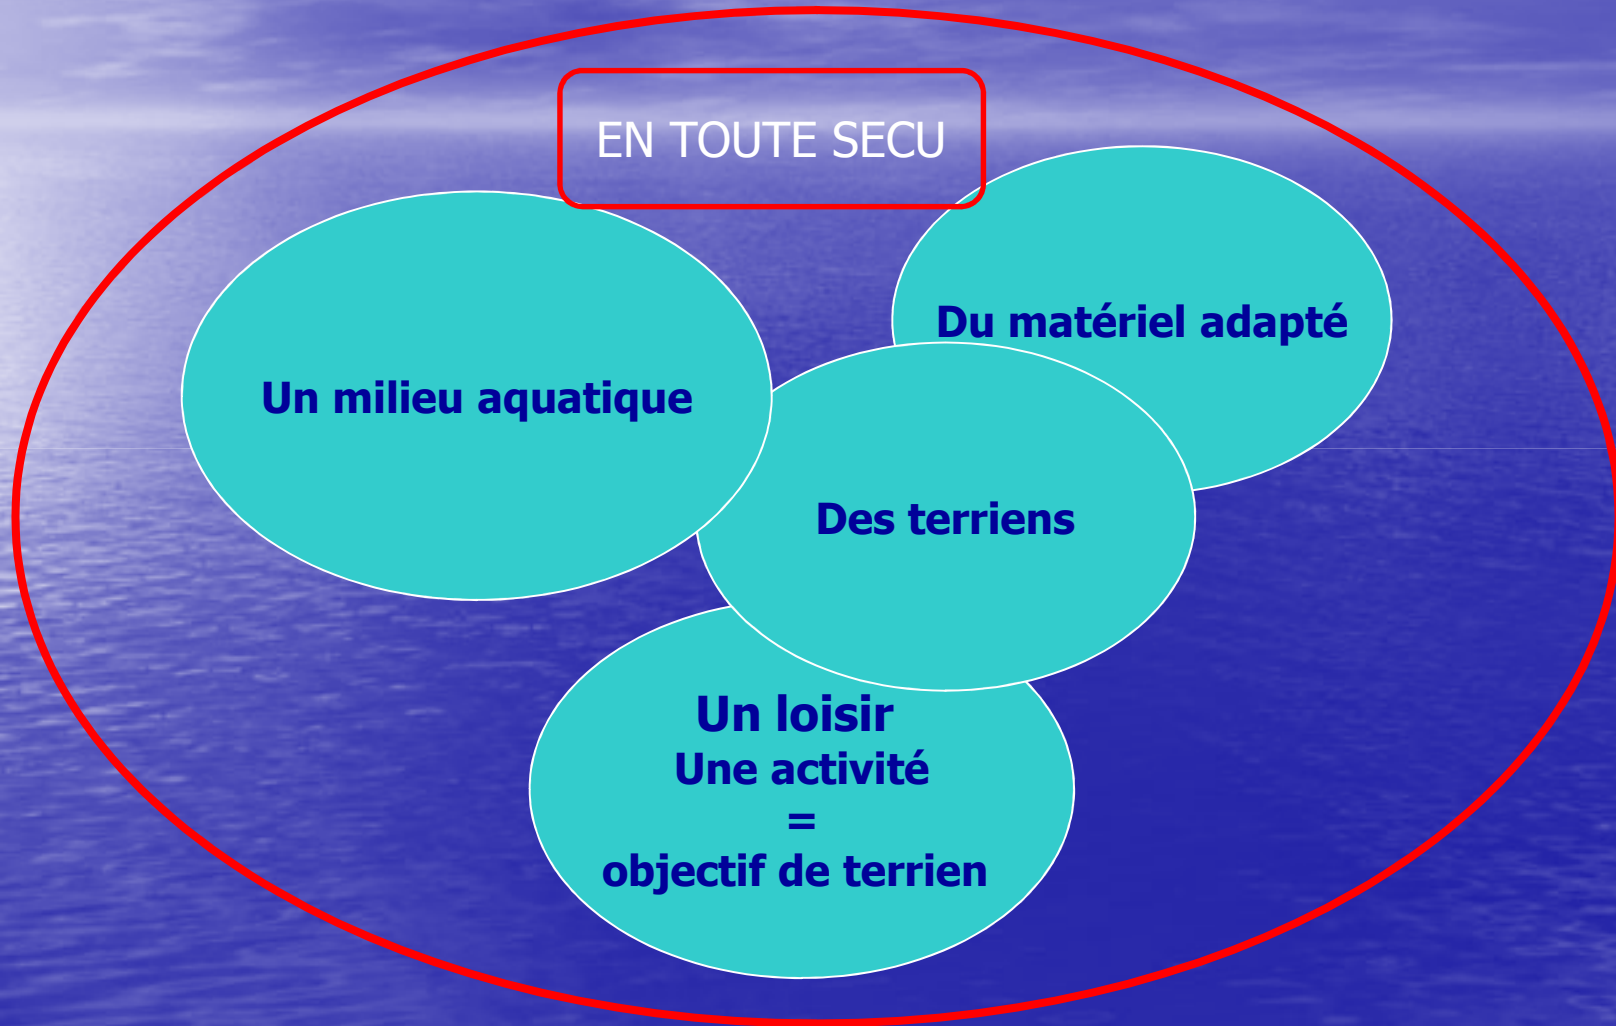 EN TOUTE SECU
Du matériel adapté
Un milieu aquatique
Des terriens
Un loisir
Une activité
=
objectif de terrien